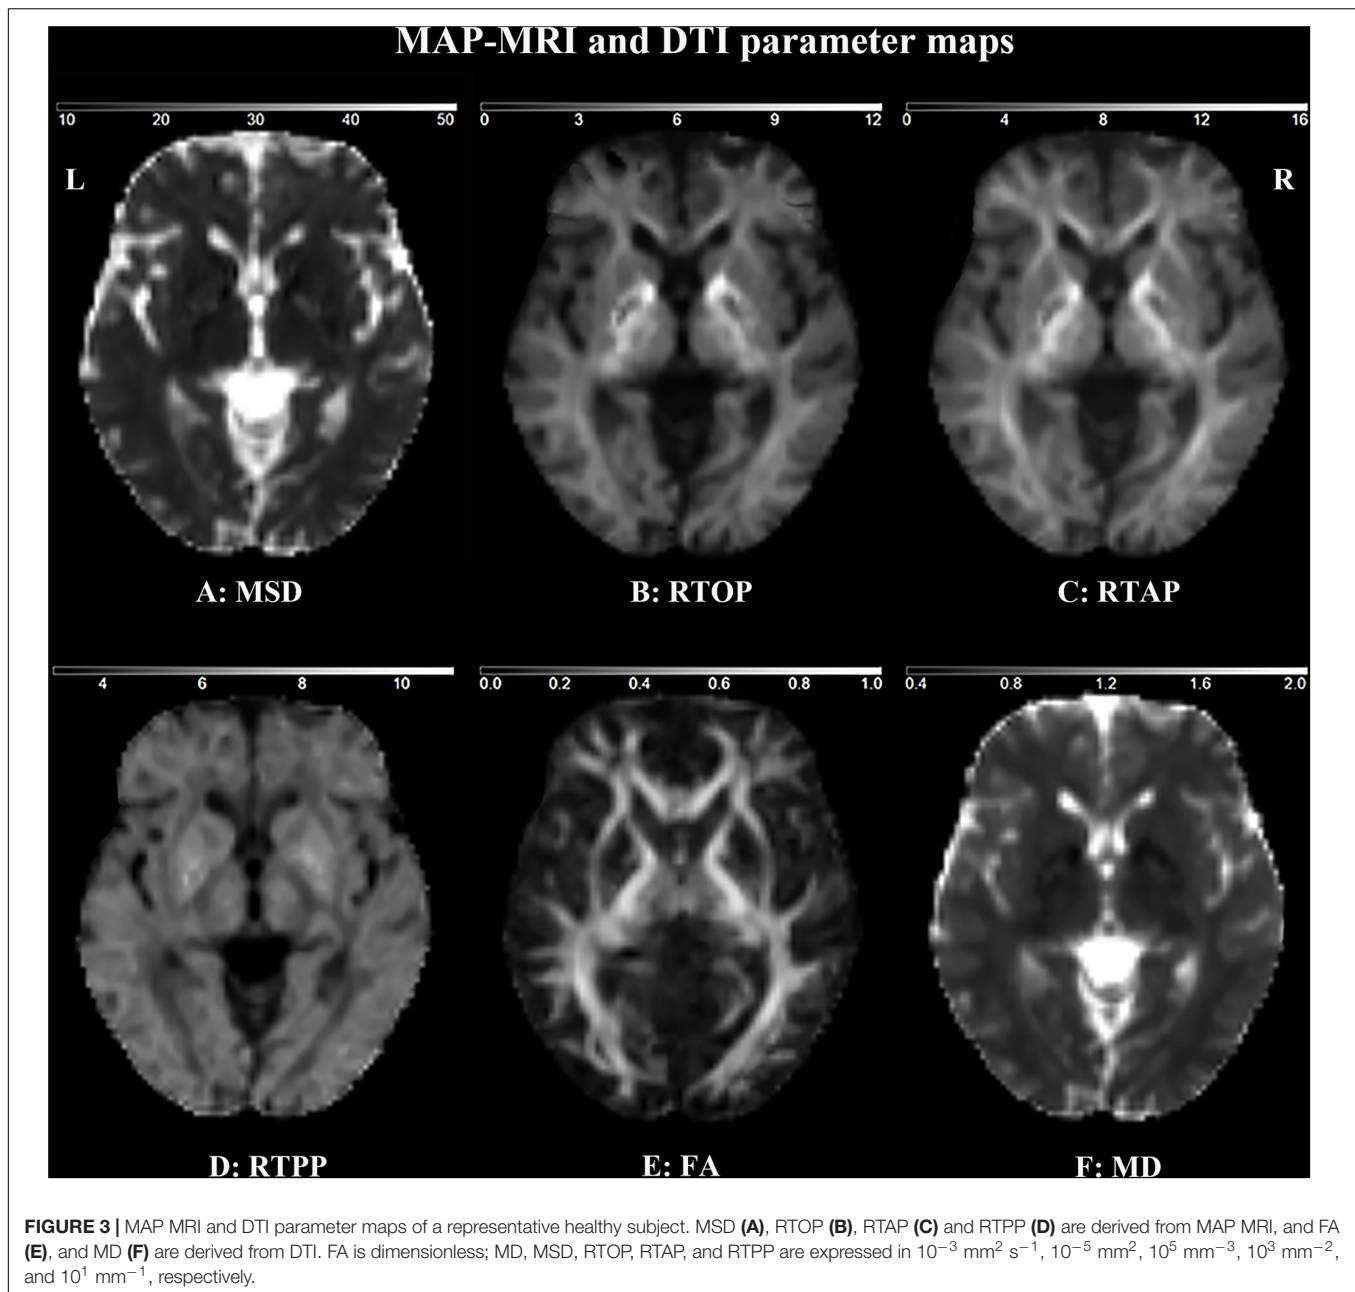 MAP-MRI and DTI parameter maps
10 20 30 40 50
0 3 6 9 12
0 4 8 12 16
L
R
A: MSD
B: RTOP
C: RTAP
4 6 8 10
0.0 0.2 0.4 0.6 0.8 1.0
0.4 0.8 1.2 1.6 2.0
D: RTPP
E: FA
F: MD
FIGURE 3 | MAP MRI and DTI parameter maps of a representative healthy subject. MSD (A), RTOP (B), RTAP (C) and RTPP (D) are derived from MAP MRI, and FA
(E), and MD (F) are derived from DTI. FA is dimensionless; MD, MSD, RTOP, RTAP, and RTPP are expressed in 10⁻³ mm² s⁻¹, 10⁻⁵ mm², 10⁵ mm⁻³, 10³ mm⁻²,
and 10¹ mm⁻¹, respectively.